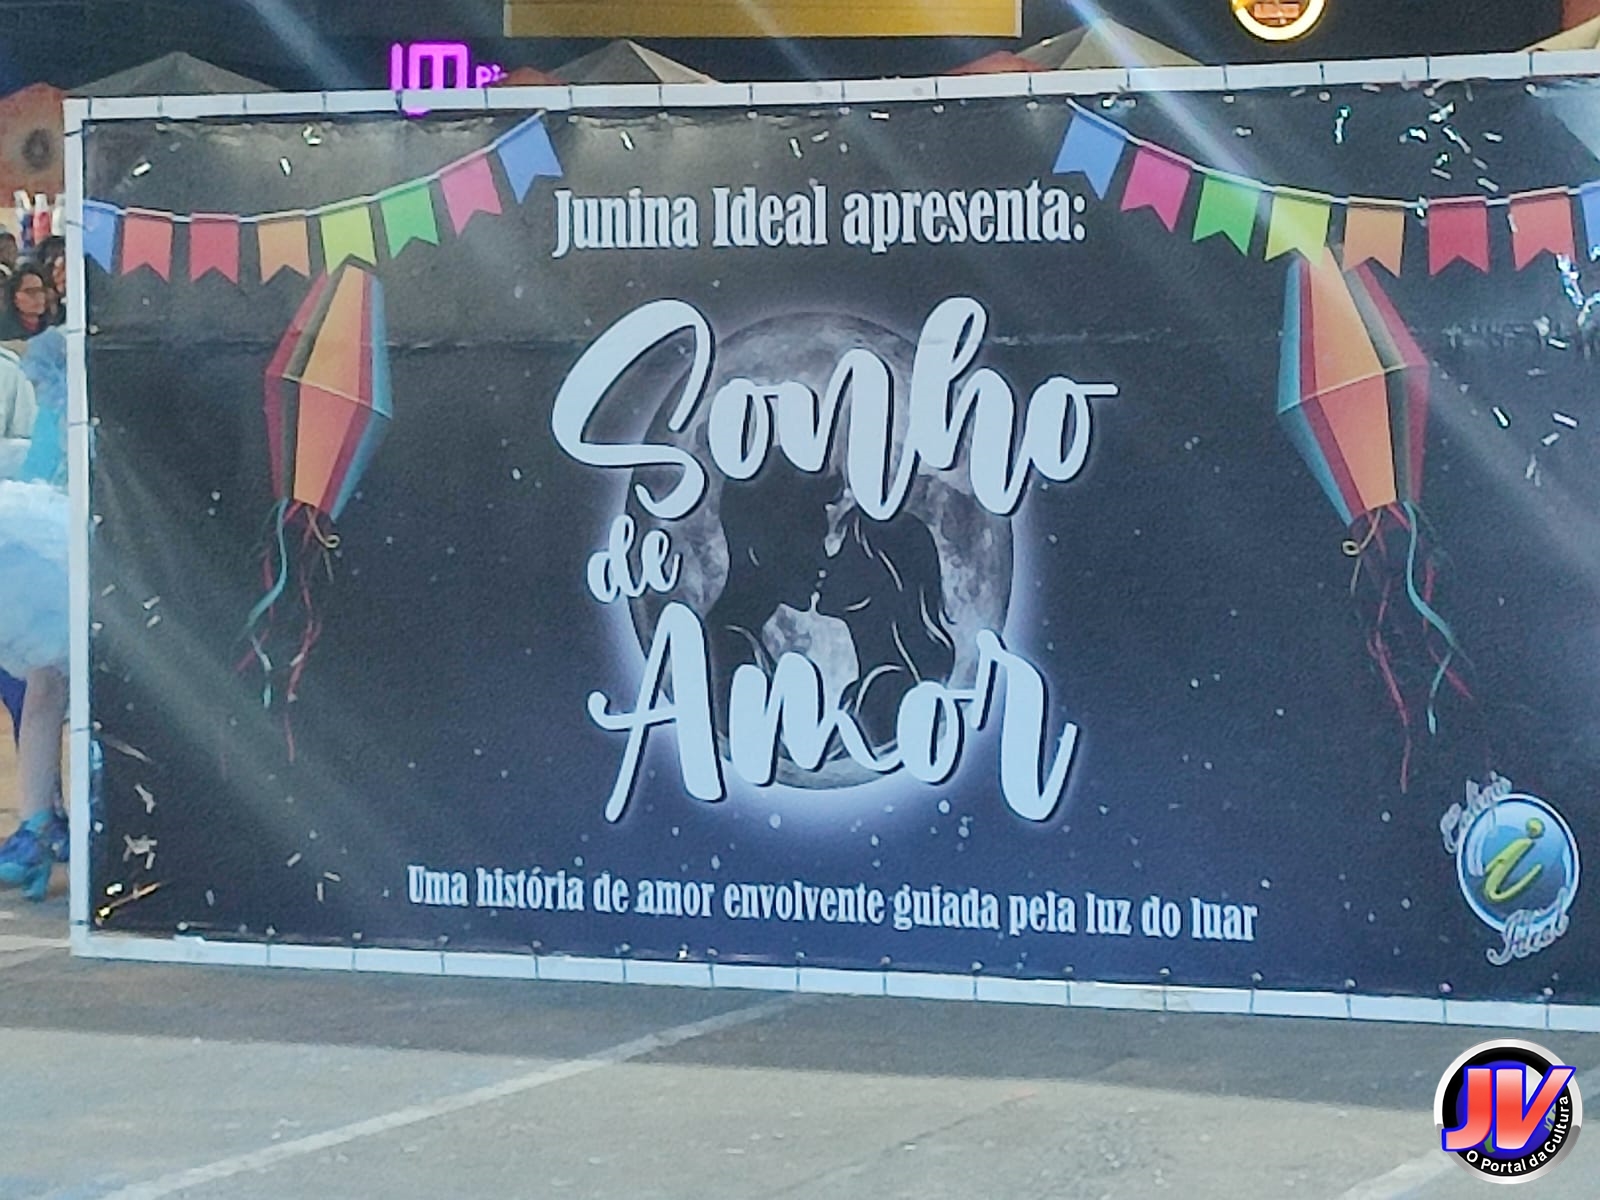 Junina Ideal apresenta:
Sonho
de
Amor
Uma história de amor envolvente guiada pela luz do luar
Colégio
i
Ideal
JV
O Portal da Cultura